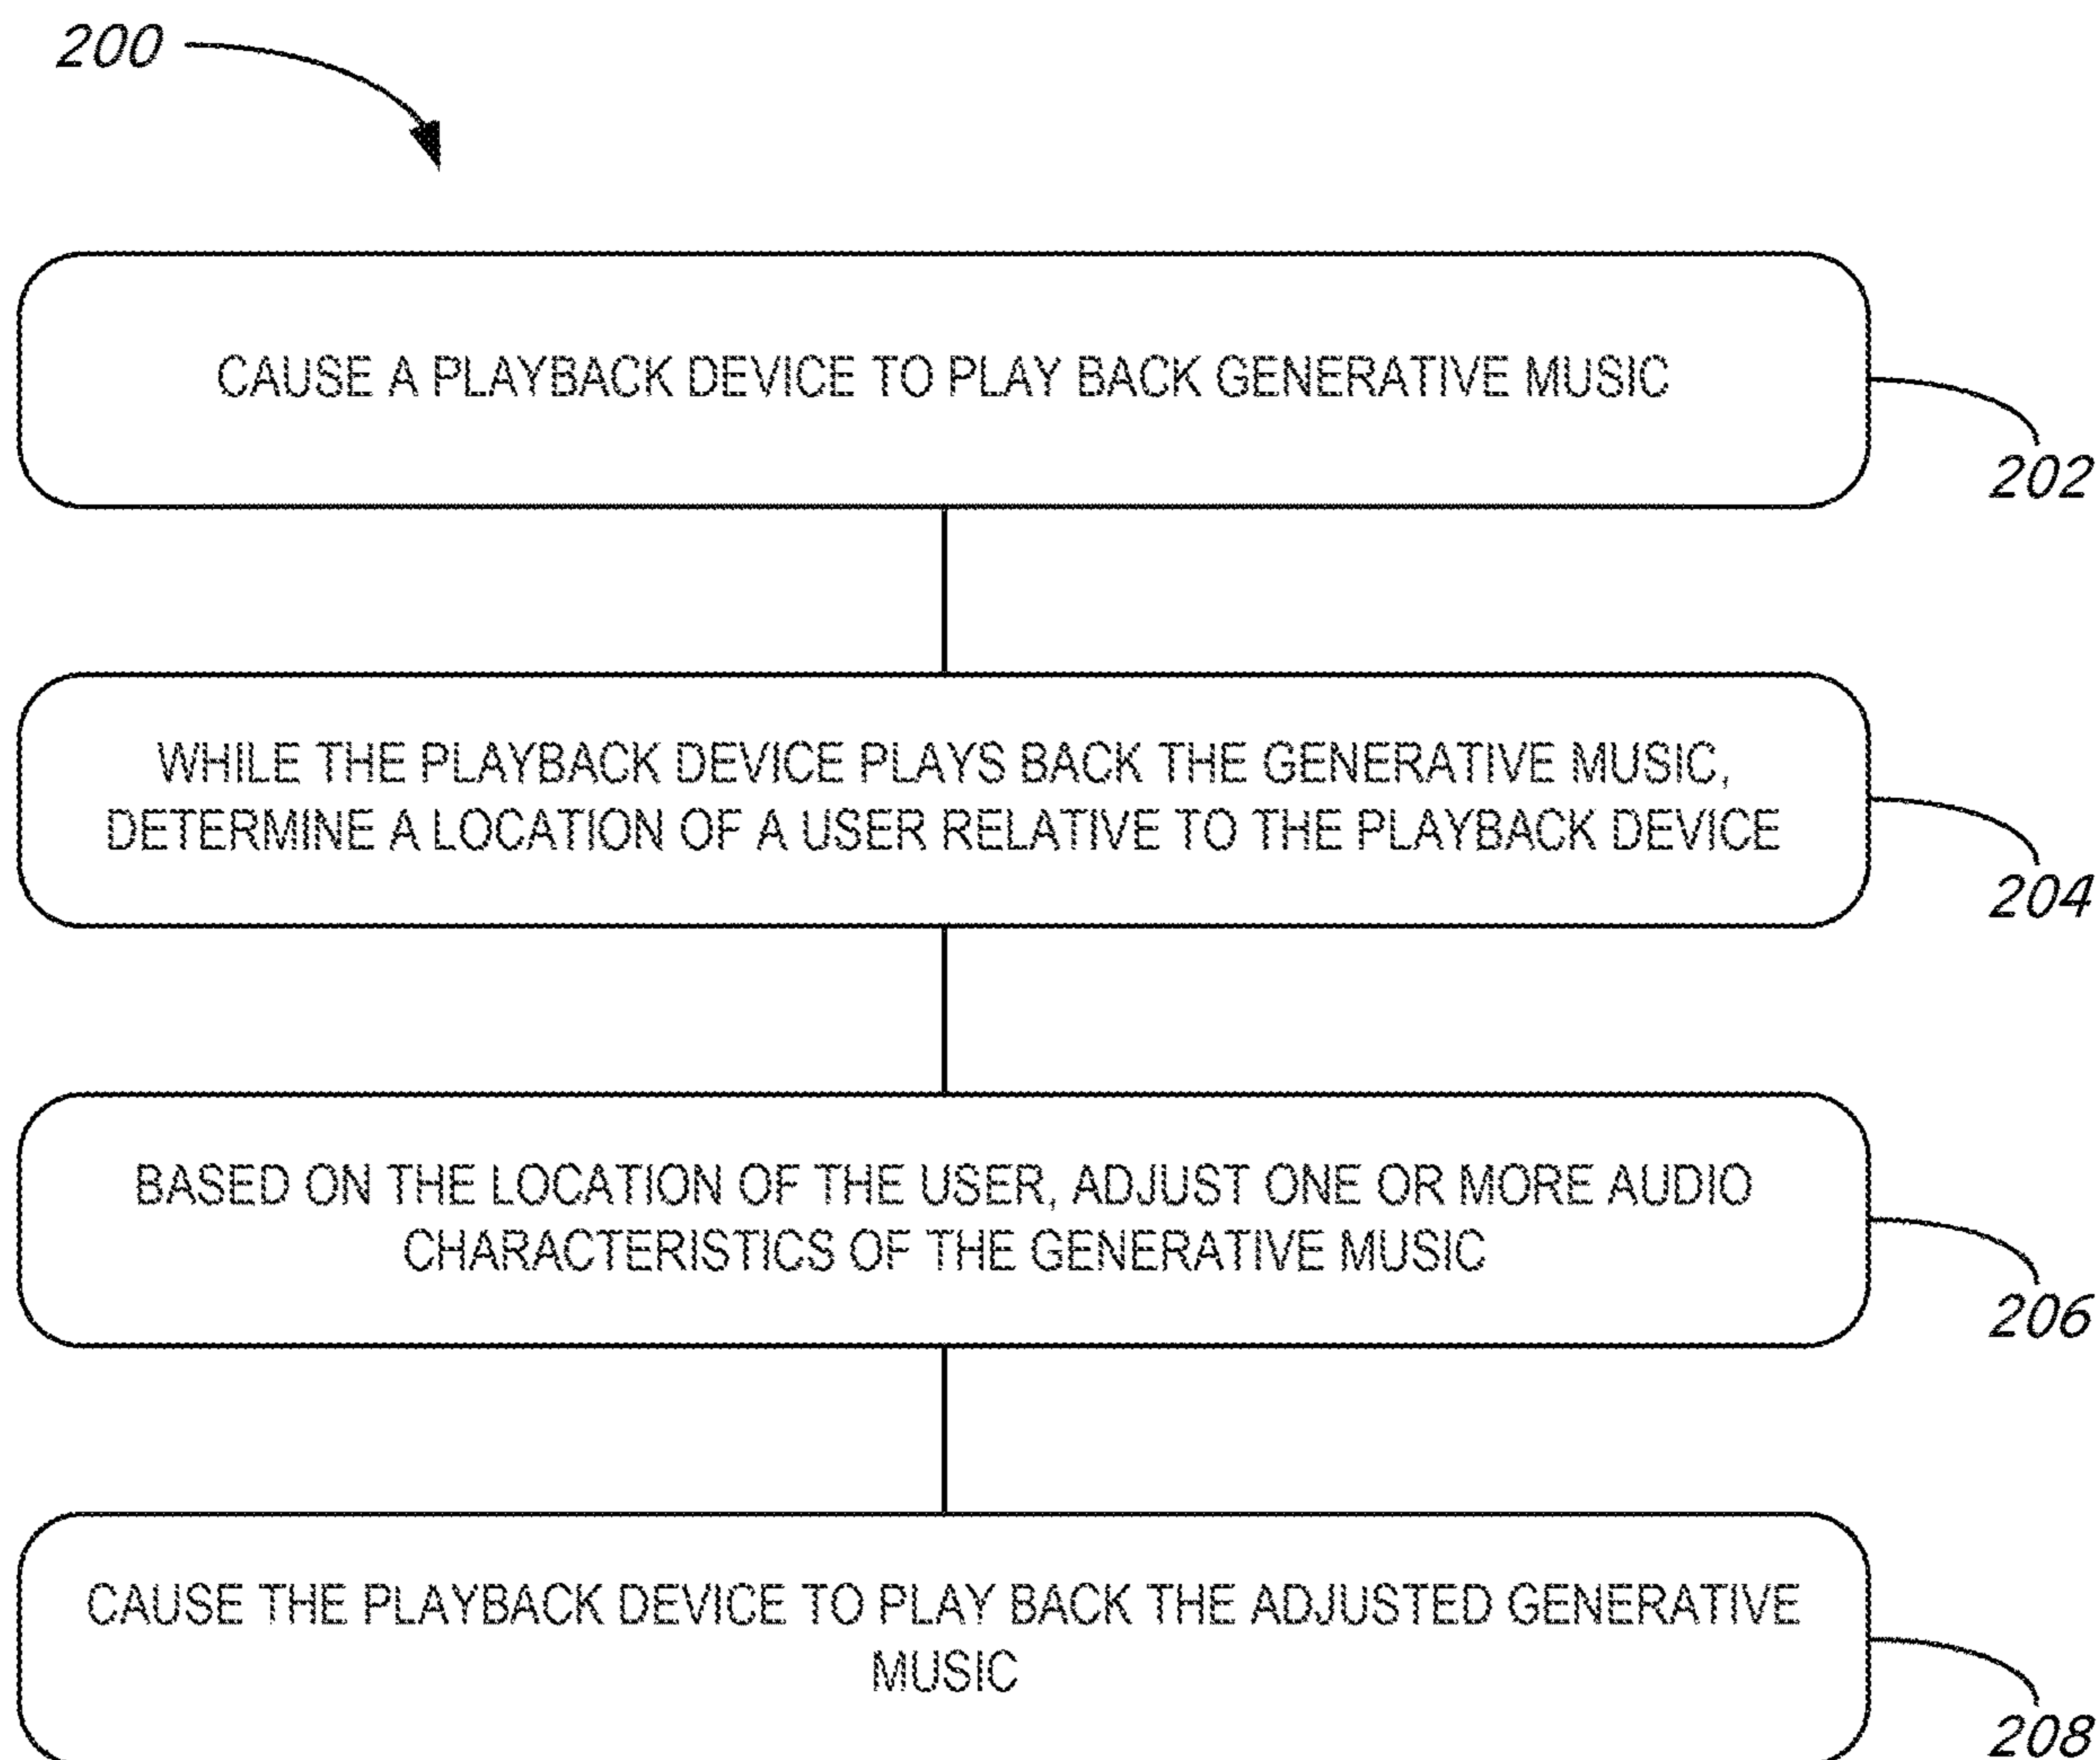 200
CAUSE A PLAYBACK DEVICE TO PLAY BACK GENERATIVE MUSIC
202
WHILE THE PLAYBACK DEVICE PLAYS BACK THE GENERATIVE MUSIC,
DETERMINE A LOCATION OF A USER RELATIVE TO THE PLAYBACK DEVICE
204
BASED ON THE LOCATION OF THE USER, ADJUST ONE OR MORE AUDIO
CHARACTERISTICS OF THE GENERATIVE MUSIC
206
CAUSE THE PLAYBACK DEVICE TO PLAY BACK THE ADJUSTED GENERATIVE
MUSIC
208